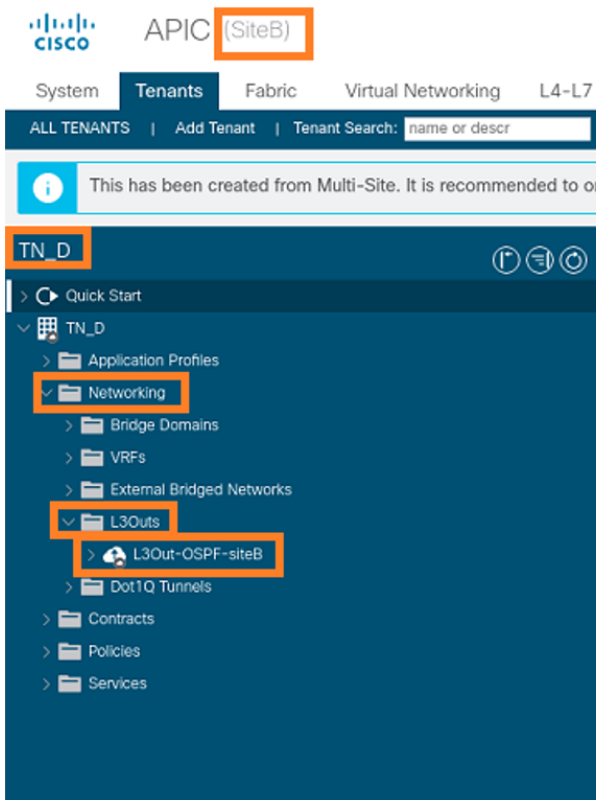 CISCO APIC (SiteB)
System Tenants Fabric Virtual Networking L4-L7
ALL TENANTS | Add Tenant | Tenant Search: name or descr
This has been created from Multi-Site. It is recommended to
TN_D
Quick Start
TN_D
Application Profiles
Networking
Bridge Domains
VRFs
External Bridged Networks
L3Outs
L3Out-OSPF-siteB
Dot1Q Tunnels
Contracts
Policies
Services